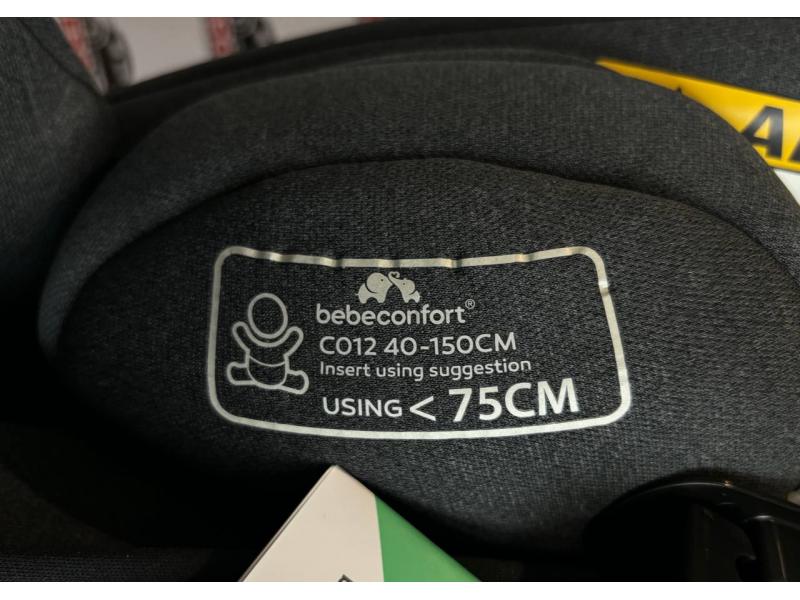 bebeconfort®
C012 40-150CM
Insert using suggestion
USING < 75CM